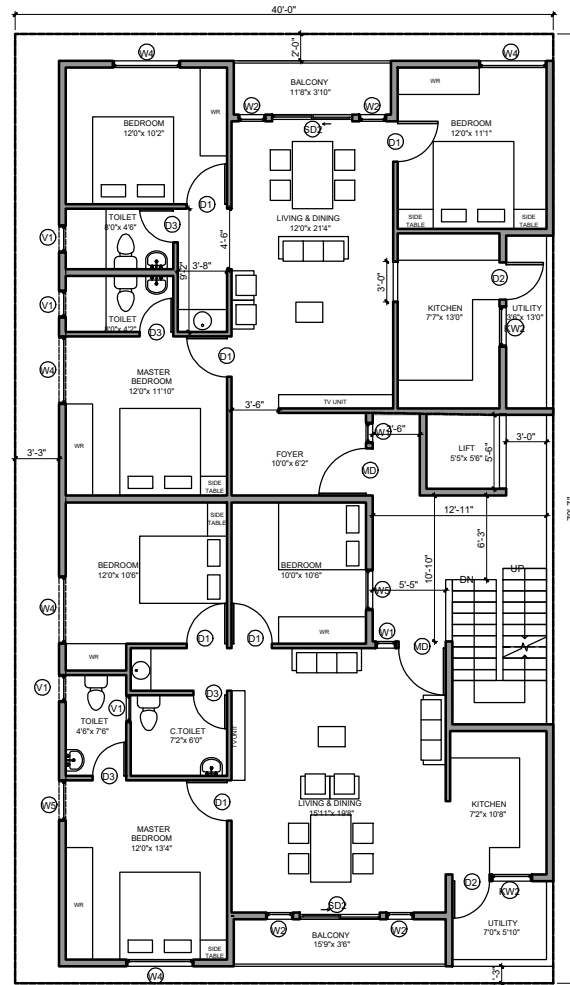 40'-0"
2'-0"
W4
W4
BALCONY
11'8"x 3'10"
WR
WR
W2
W2
SD2
BEDROOM
12'0"x 10'2"
BEDROOM
12'0"x 11'1"
D1
D1
SIDE
TABLE
SIDE
TABLE
TOILET
8'0"x 4'6"
D3
V1
4'-6"
LIVING & DINING
12'0"x 21'4"
3'-8"
3'-0"
D2
KITCHEN
7'7"x 13'0"
UTILITY
3'6"x 13'0"
KW2
V1
TOILET
8'0"x 4'2"
D3
D1
W4
MASTER
BEDROOM
12'0"x 11'10"
3'-6"
TV UNIT
WR
SIDE
TABLE
3'-3"
FOYER
10'0"x 6'2"
MD
LIFT
5'5"x 5'6"
5'-6"
3'-0"
12'-11"
6'-3"
10'-10"
5'-5"
DN
UP
SIDE
TABLE
BEDROOM
12'0"x 10'6"
BEDROOM
10'0"x 10'6"
W5
W4
D1
D1
WR
WR
W1
MD
V1
TOILET
4'6"x 7'6"
V1
D3
C.TOILET
7'2"x 6'0"
TV UNIT
D3
W5
D1
MASTER
BEDROOM
12'0"x 13'4"
LIVING & DINING
15'11"x 19'8"
KITCHEN
7'2"x 10'8"
WR
D2
KW2
SD2
W2
W2
UTILITY
7'0"x 5'10"
BALCONY
15'9"x 3'6"
SIDE
TABLE
W4